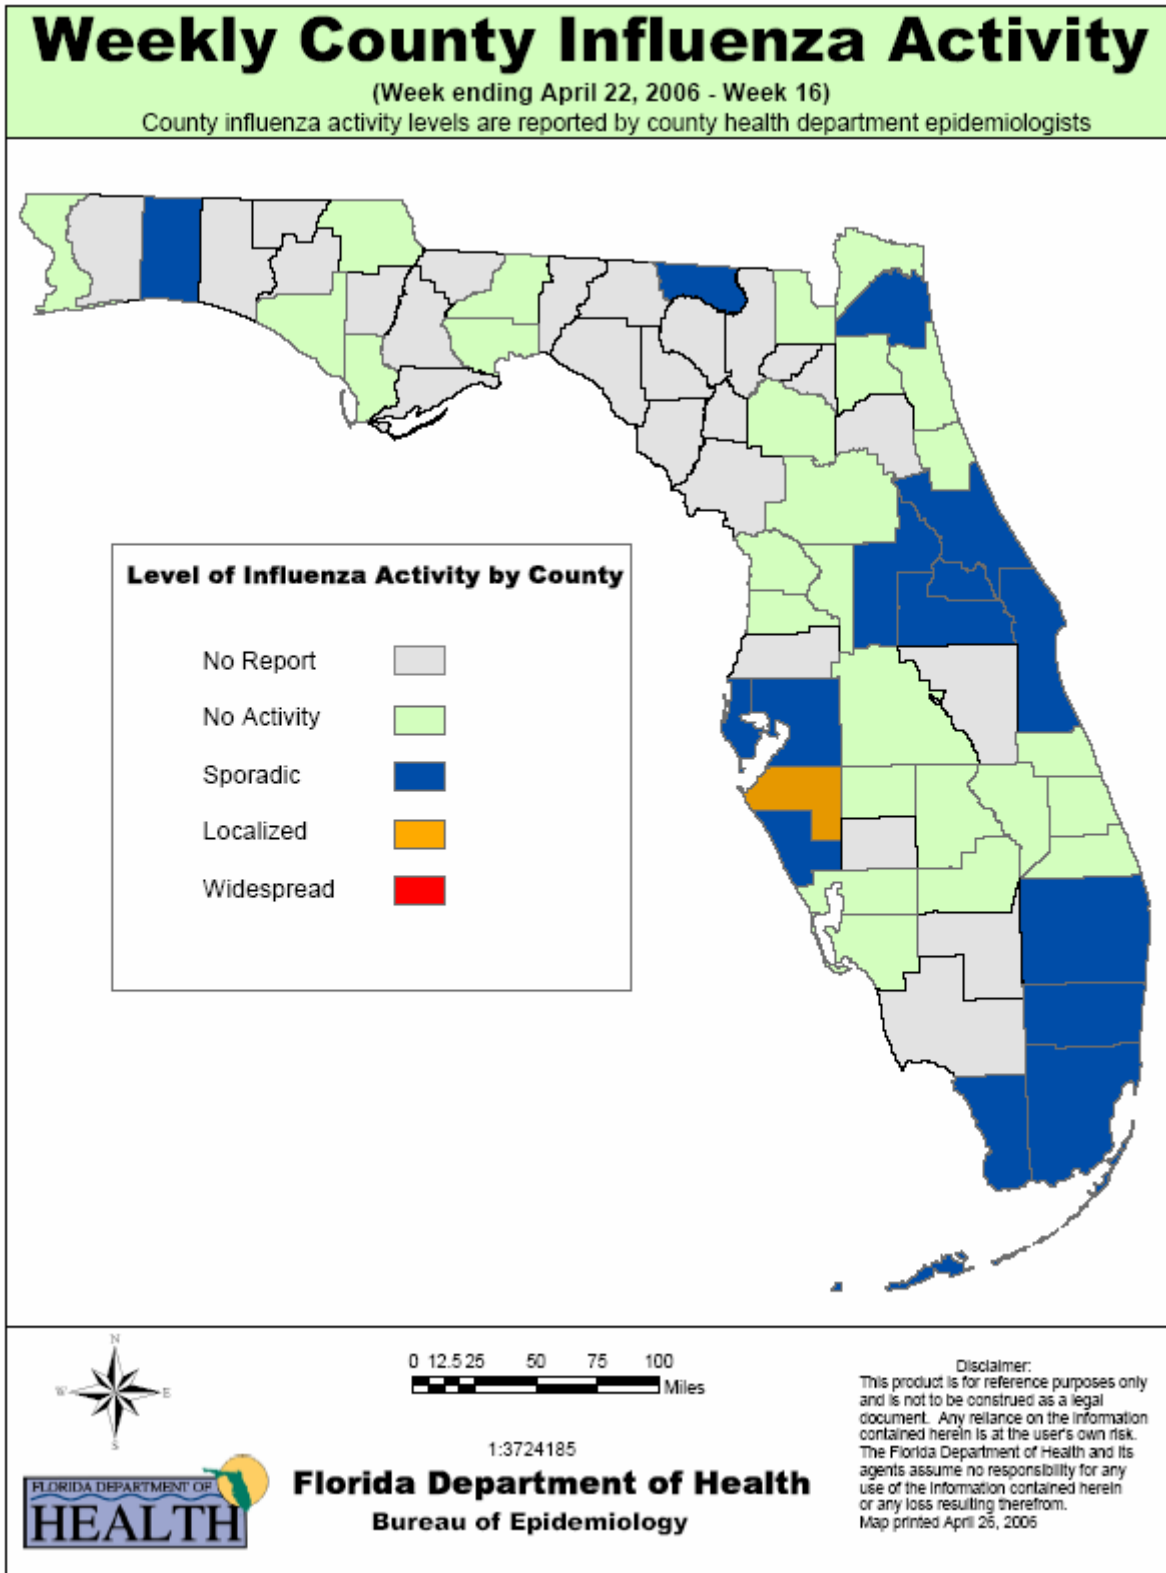 Weekly County Influenza Activity
(Week ending April 22, 2006 - Week 16)
County influenza activity levels are reported by county health department epidemiologists
Level of Influenza Activity by County
No Report
No Activity
Sporadic
Localized
Widespread
N
W E
S
0 12.5 25 50 75 100
Miles
1:3724185
Florida Department of Health
Bureau of Epidemiology
FLORIDA DEPARTMENT OF
HEALTH
Disclaimer:
This product is for reference purposes only
and is not to be construed as a legal
document. Any reliance on the information
contained herein is at the user's own risk.
The Florida Department of Health and its
agents assume no responsibility for any
use of the information contained herein
or any loss resulting therefrom.
Map printed April 26, 2006